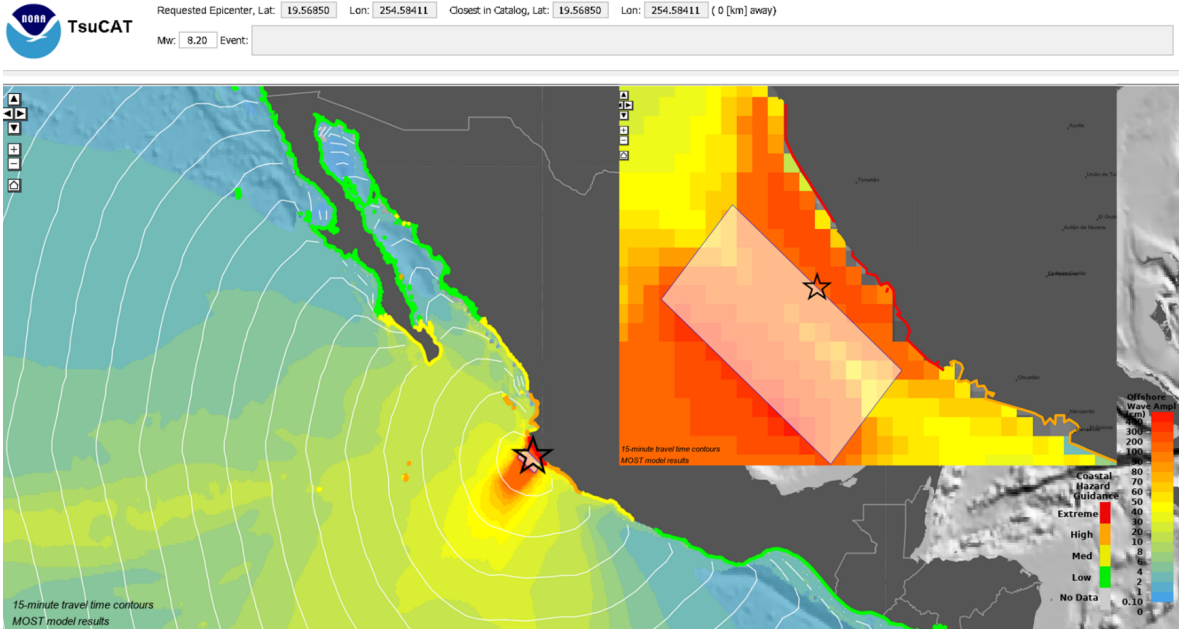 NOAA
TsuCAT
Requested Epicenter, Lat: 19.56850 Lon: 254.58411 Closest in Catalog, Lat: 19.56850 Lon: 254.58411 ( 0 [km] away)
Mw: 8.20 Event:
15-minute travel time contours
MOST model results
15-minute travel time contours
MOST model results
Offshore
Wave Ampl
(cm)
400
300
200
100
90
80
70
60
50
40
30
20
10
8
6
4
2
1
0.10
0
Coastal
Hazard
Guidance
Extreme
High
Med
Low
No Data